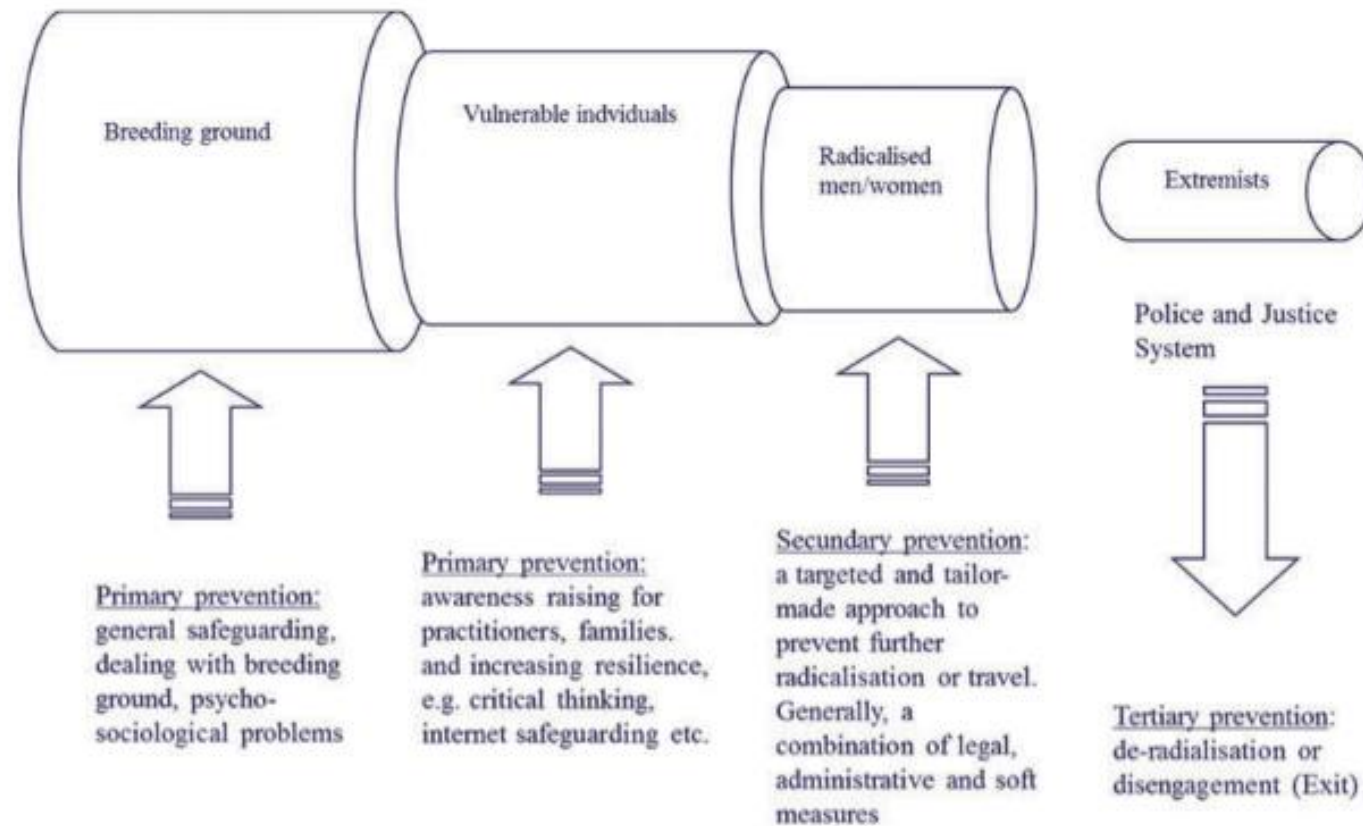 Breeding ground
Vulnerable indviduals
Radicalised
men/women
Extremists
Police and Justice
System
Primary prevention:
general safeguarding,
dealing with breeding
ground, psycho-
sociological problems
Primary prevention:
awareness raising for
practitioners, families.
and increasing resilience,
e.g. critical thinking,
internet safeguarding etc.
Secundary prevention:
a targeted and tailor-
made approach to
prevent further
radicalisation or travel.
Generally, a
combination of legal,
administrative and soft
measures
Tertiary prevention:
de-radialisation or
disengagement (Exit)